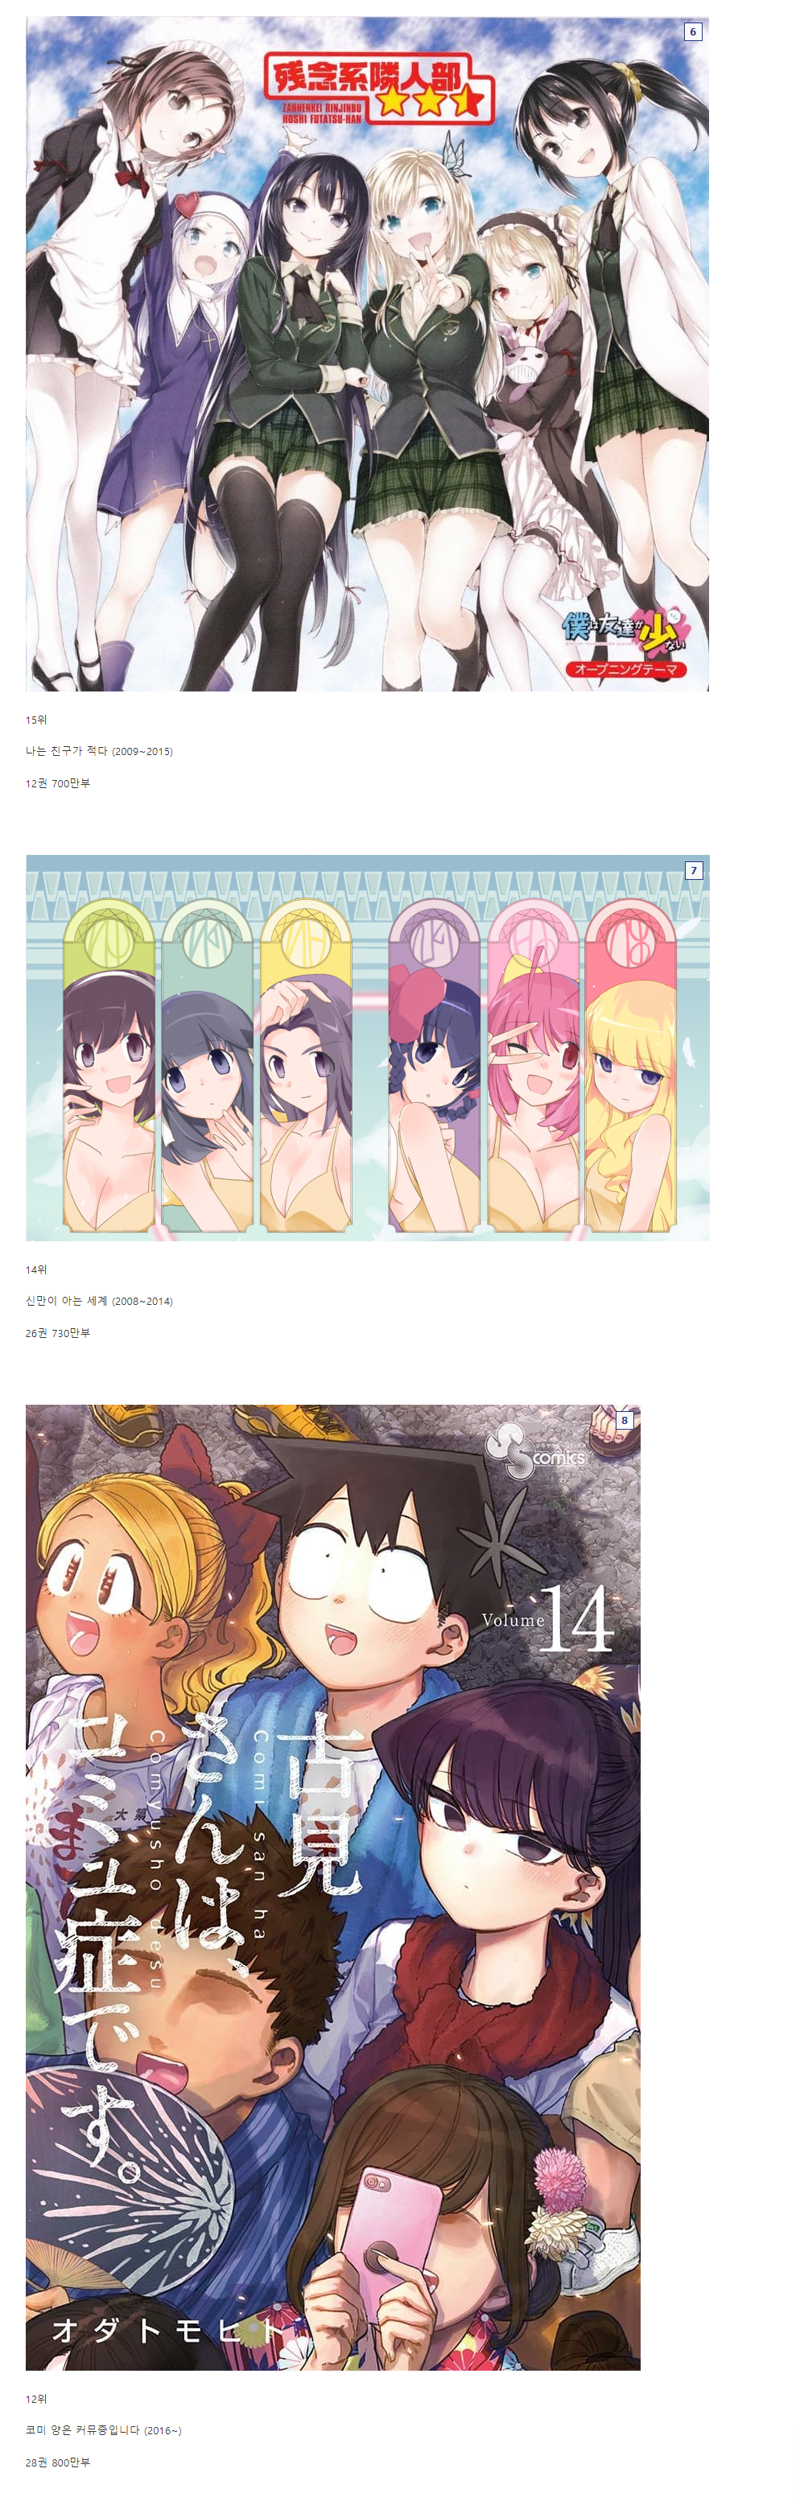 6
残念系隣人部
ZANNENKEI RINJINBU
HOSHI FUTATSU-HAN
僕は友達が少ない
オープニングテーマ
15위
나는 친구가 적다 (2009~2015)
12권 700만부
7
14위
신만이 아는 세계 (2008~2014)
26권 730만부
8
comics
Volume 14
古見
さんは、
コミュ症です。
Comi san ha
Comyusho desu
オダトモヒト
12위
코미 양은 커뮤증입니다 (2016~)
28권 800만부